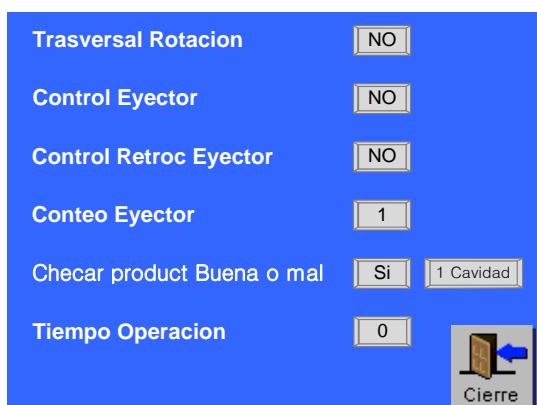 Trasversal Rotacion NO
Control Eyector NO
Control Retroc Eyector NO
Conteo Eyector 1
Checar product Buena o mal Si 1 Cavidad
Tiempo Operacion 0
Cierre